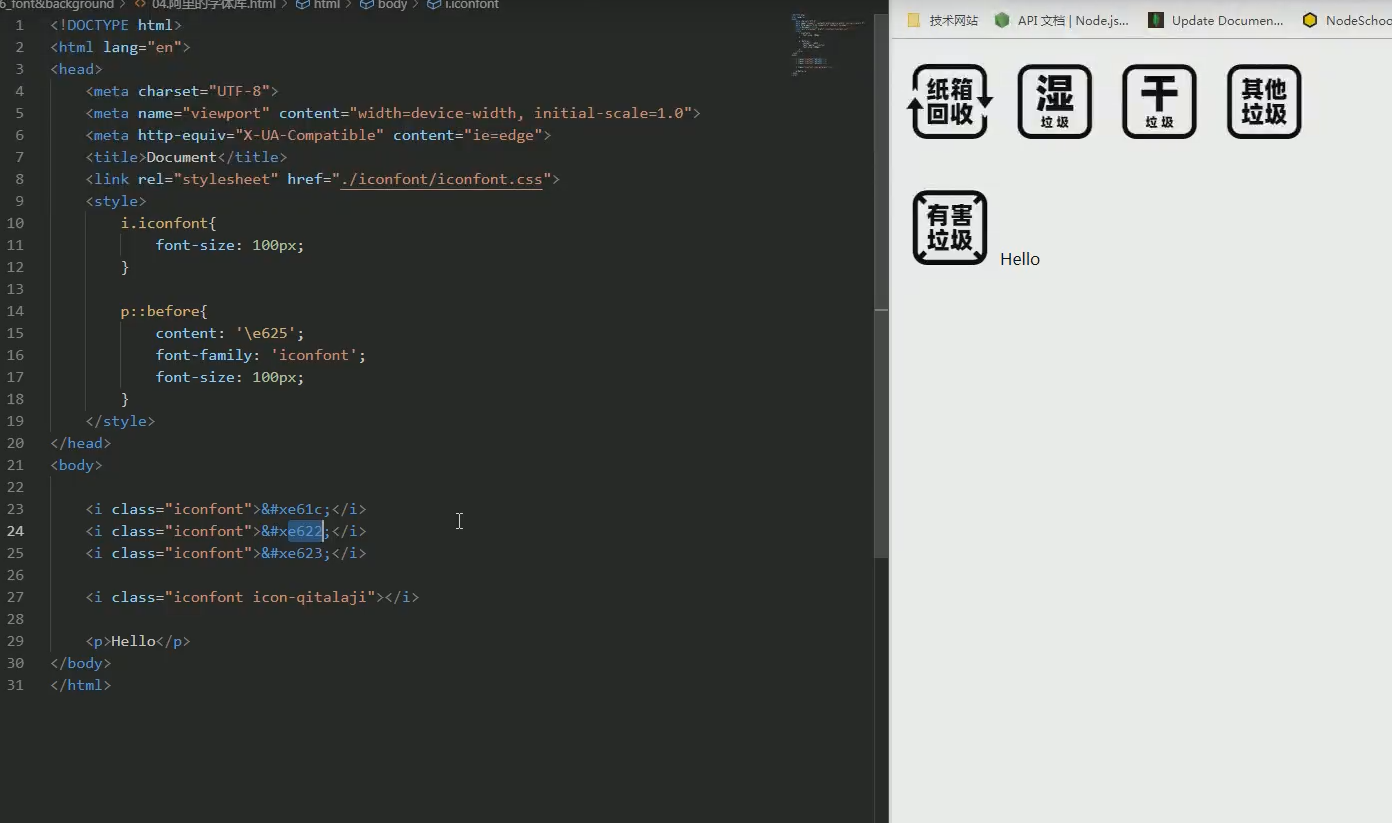 6_font&background > <> 04.阿里的字体库.html > html > body > i.iconfont
1 <!DOCTYPE html>
2 <html lang="en">
3 <head>
4 <meta charset="UTF-8">
5 <meta name="viewport" content="width=device-width, initial-scale=1.0">
6 <meta http-equiv="X-UA-Compatible" content="ie=edge">
7 <title>Document</title>
8 <link rel="stylesheet" href="./iconfont/iconfont.css">
9 <style>
10 i.iconfont{
11 font-size: 100px;
12 }
13
14 p::before{
15 content: '\e625';
16 font-family: 'iconfont';
17 font-size: 100px;
18 }
19 </style>
20 </head>
21 <body>
22
23 <i class="iconfont">&#xe61c;</i>
24 <i class="iconfont">&#xe622;</i>
25 <i class="iconfont">&#xe623;</i>
26
27 <i class="iconfont icon-qitalaji"></i>
28
29 <p>Hello</p>
30 </body>
31 </html>
技术网站 API 文档 | Node.js... Update Documen... NodeSchoo
纸箱
回收
湿
垃圾
干
垃圾
其他
垃圾
有害
垃圾
Hello